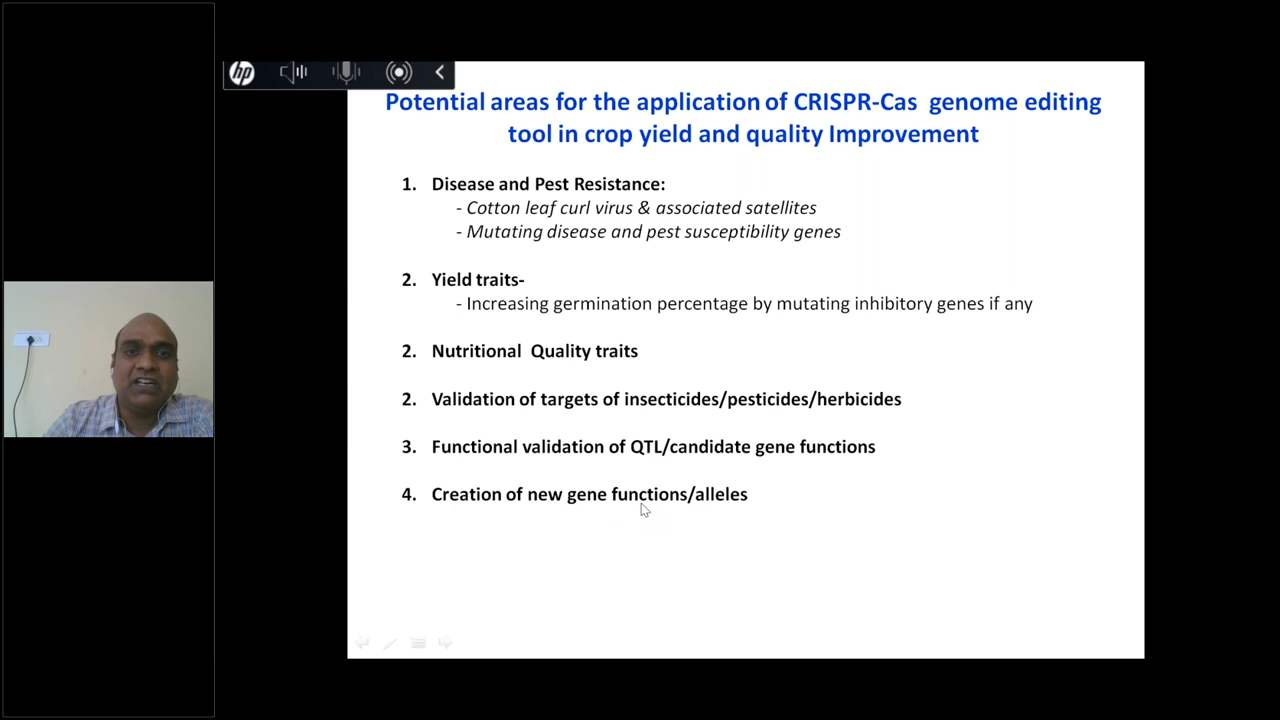 hp
Potential areas for the application of CRISPR-Cas genome editing
tool in crop yield and quality Improvement
1. Disease and Pest Resistance:
- Cotton leaf curl virus & associated satellites
- Mutating disease and pest susceptibility genes
2. Yield traits-
- Increasing germination percentage by mutating inhibitory genes if any
2. Nutritional Quality traits
2. Validation of targets of insecticides/pesticides/herbicides
3. Functional validation of QTL/candidate gene functions
4. Creation of new gene functions/alleles